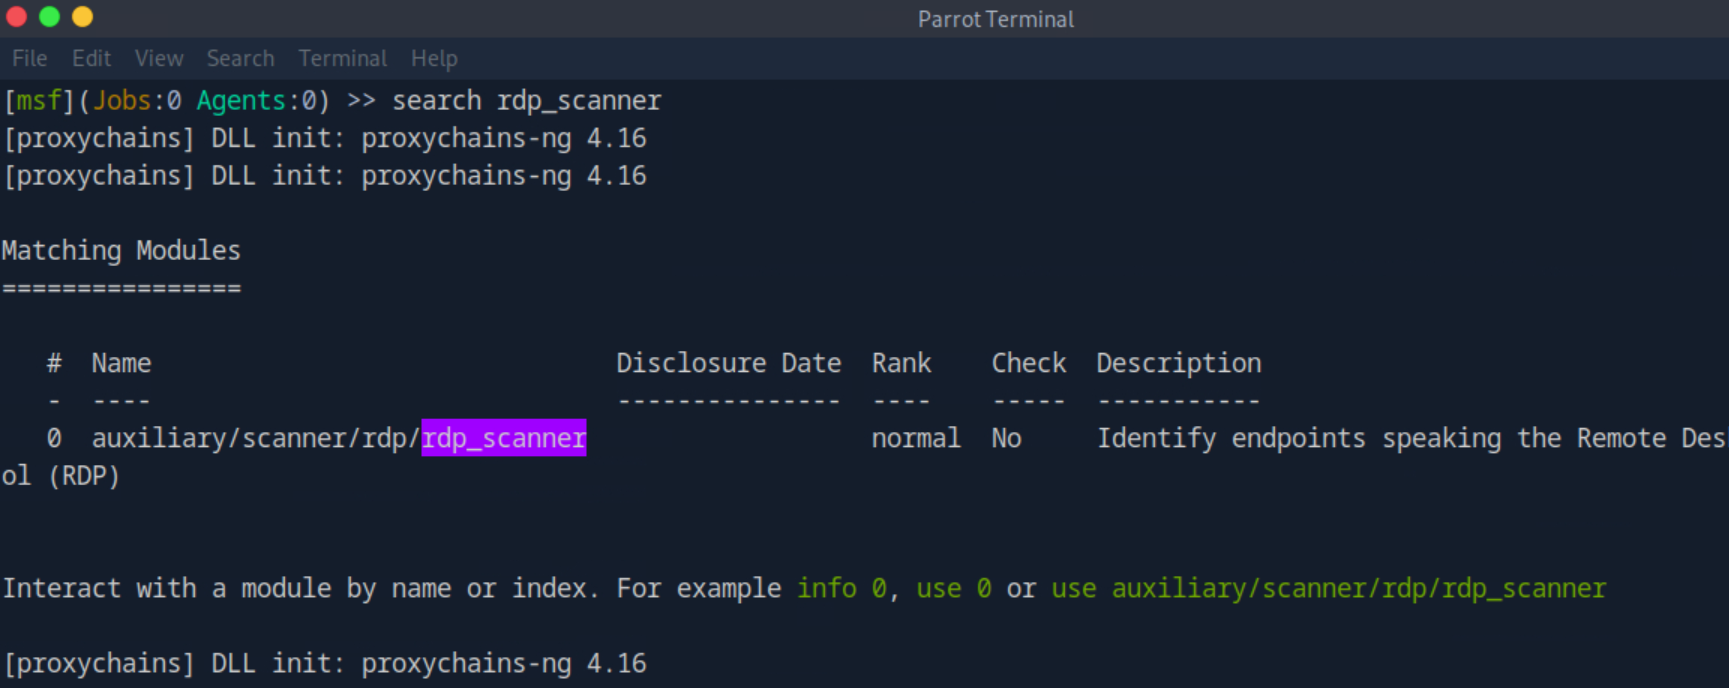 Parrot Terminal
File Edit View Search Terminal Help
[msf](Jobs:0 Agents:0) >> search rdp_scanner
[proxychains] DLL init: proxychains-ng 4.16
[proxychains] DLL init: proxychains-ng 4.16
Matching Modules
================
# Name Disclosure Date Rank Check Description
- ---- --------------- ---- ----- -----------
0 auxiliary/scanner/rdp/rdp_scanner normal No Identify endpoints speaking the Remote Des
ol (RDP)
Interact with a module by name or index. For example info 0, use 0 or use auxiliary/scanner/rdp/rdp_scanner
[proxychains] DLL init: proxychains-ng 4.16